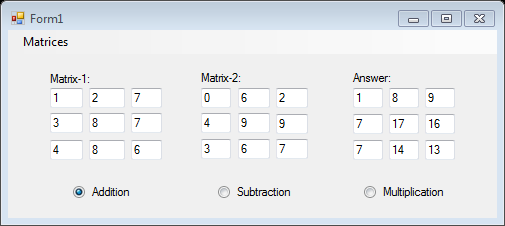 Form1
Matrices
Matrix-1: Matrix-2: Answer:
1 2 7 0 6 2 1 8 9
3 8 7 4 9 9 7 17 16
4 8 6 3 6 7 7 14 13
Addition Subtraction Multiplication